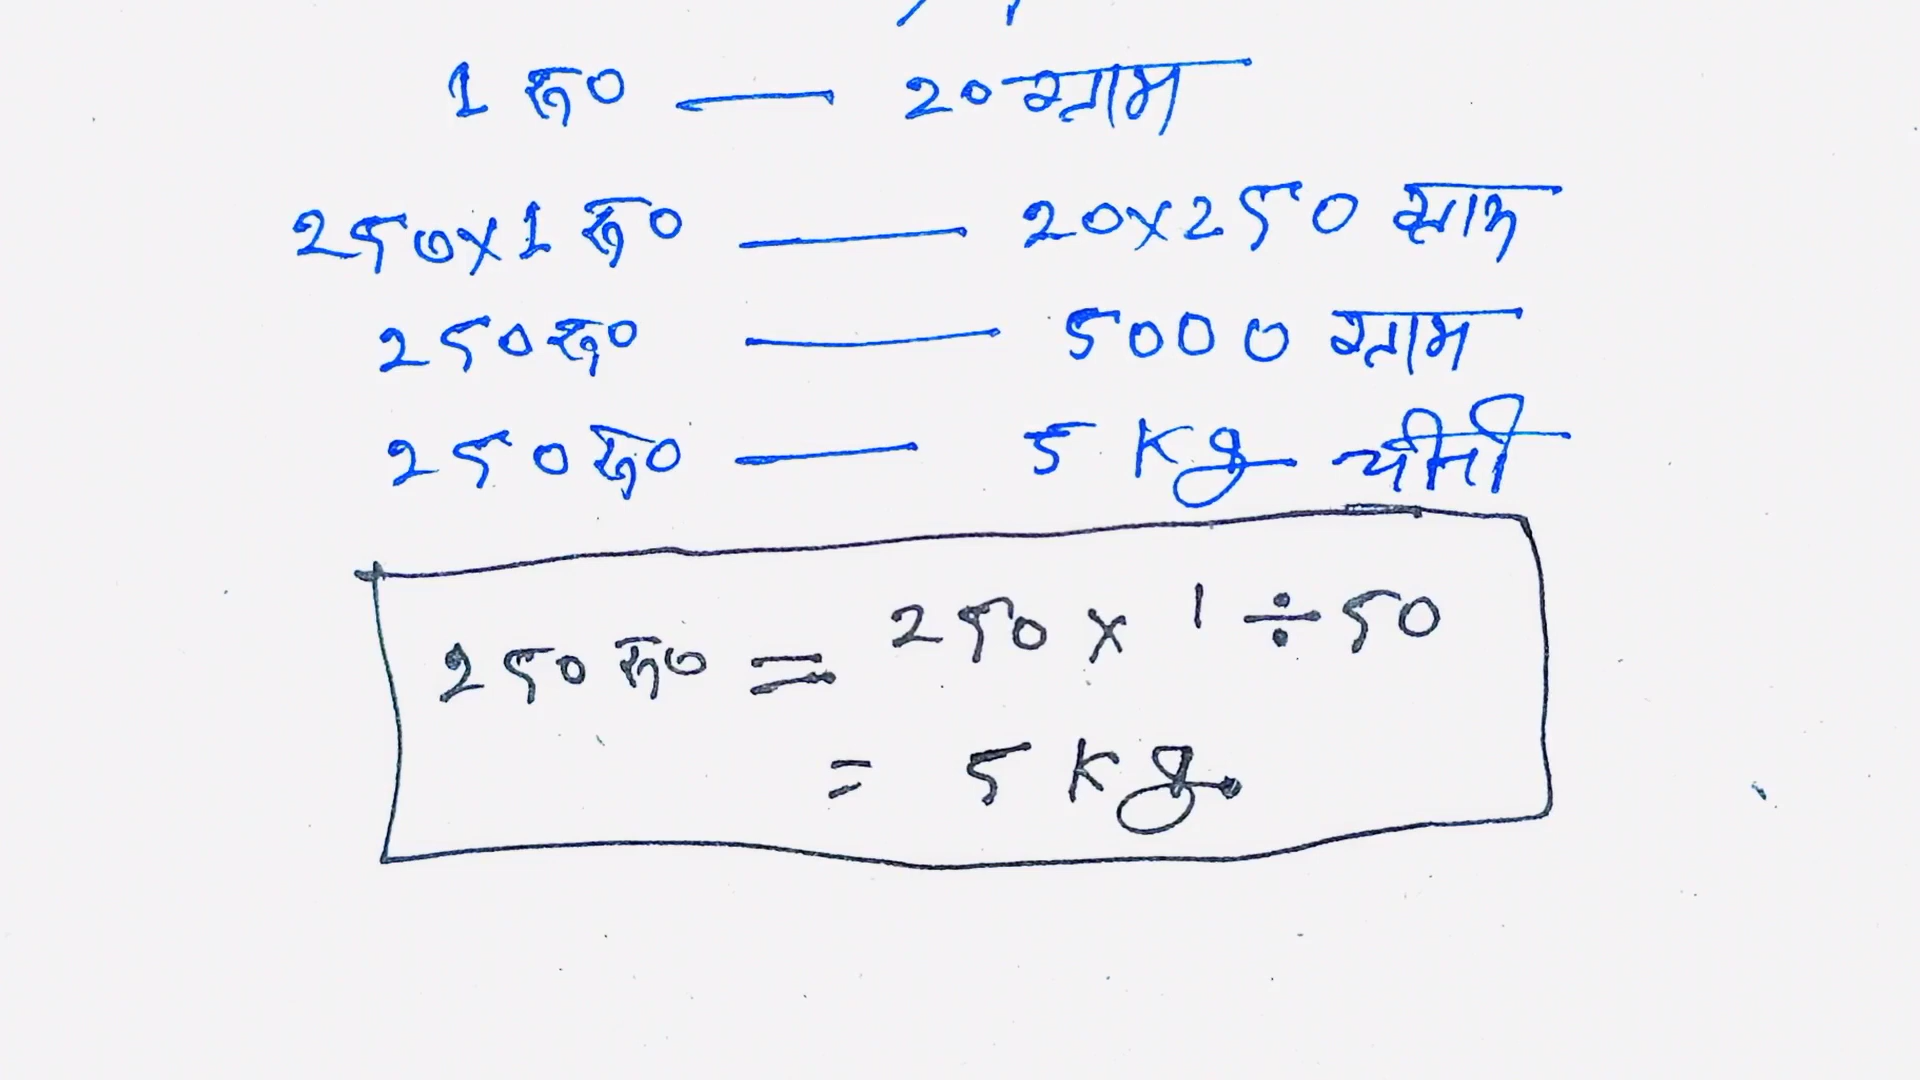 1 रु० — 20 ग्राम
250×1 रु० — 20×250 ग्राम
250 रु० — 5000 ग्राम
250 रु० — 5 Kg चीनी
250 रु० = 250 × 1 ÷ 50
= 5 Kg.